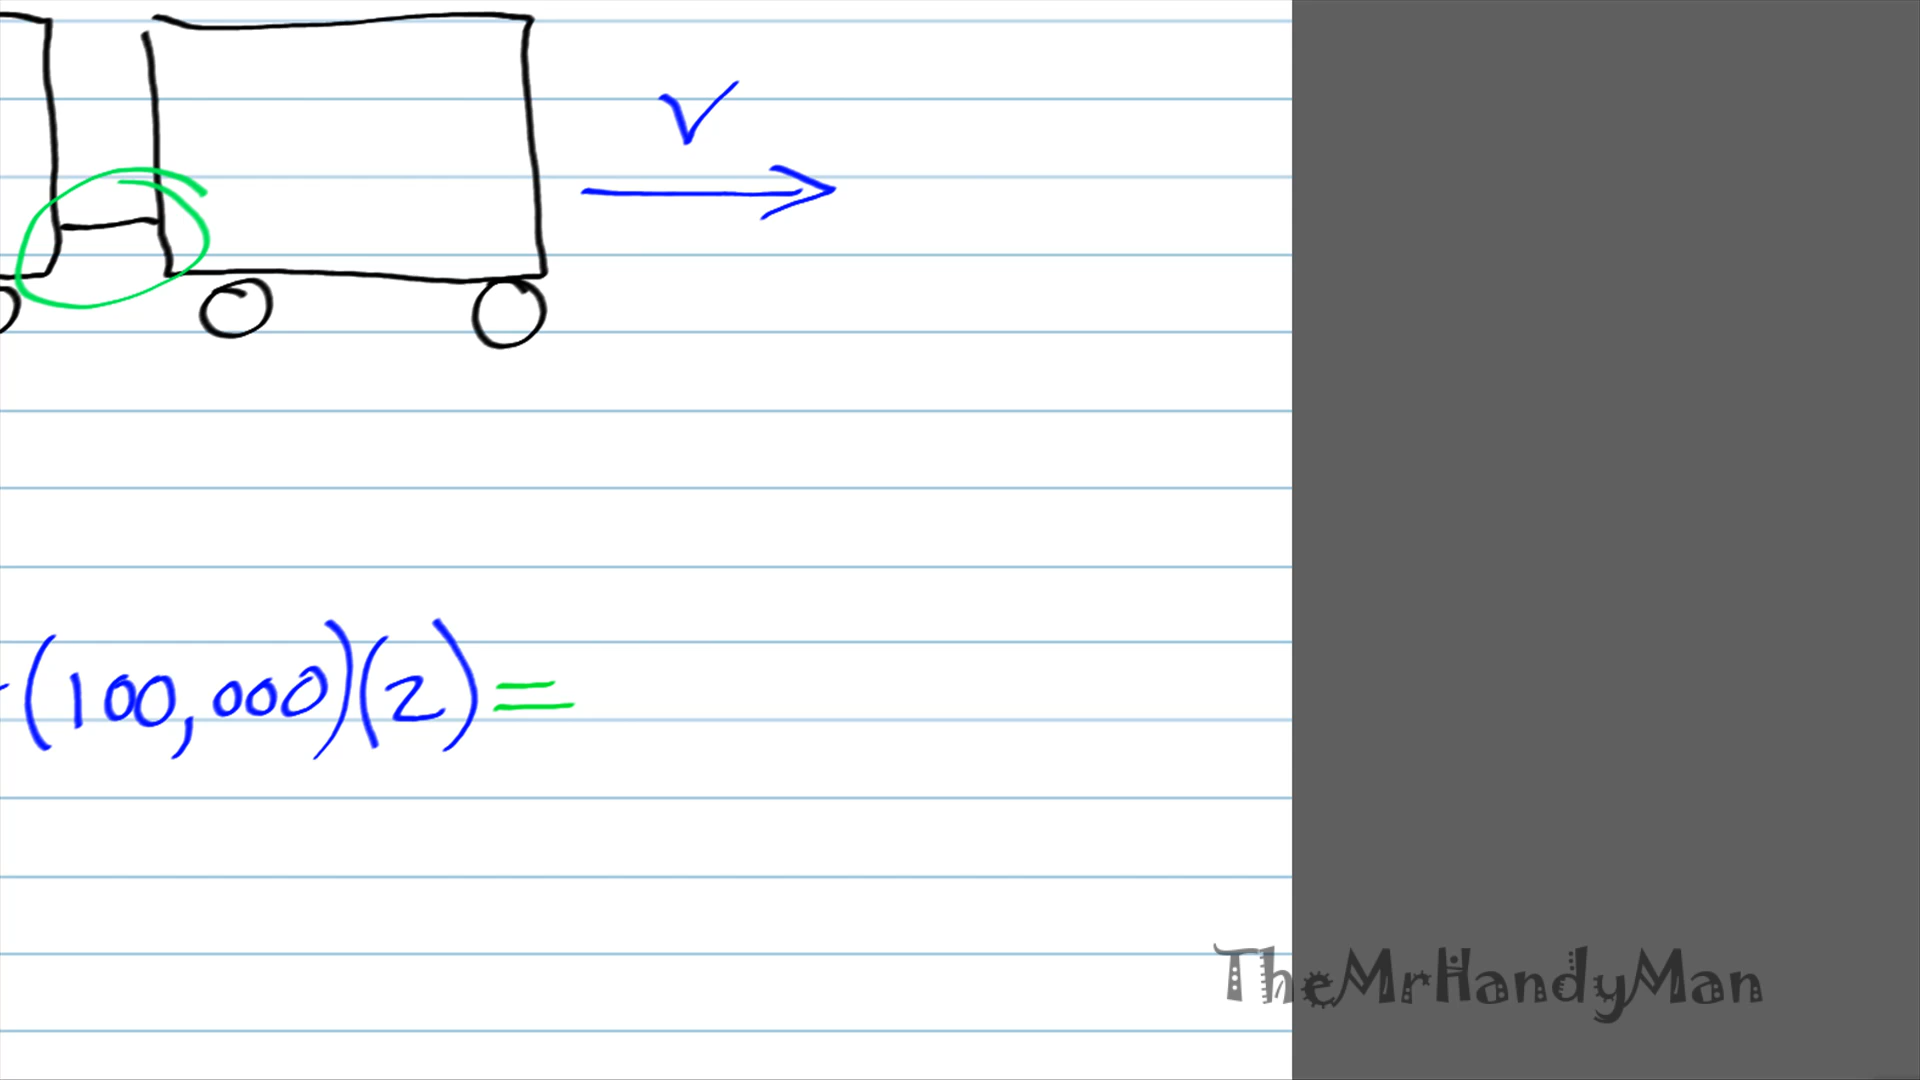 V
(100,000)(2)=
TheMrHandyMan